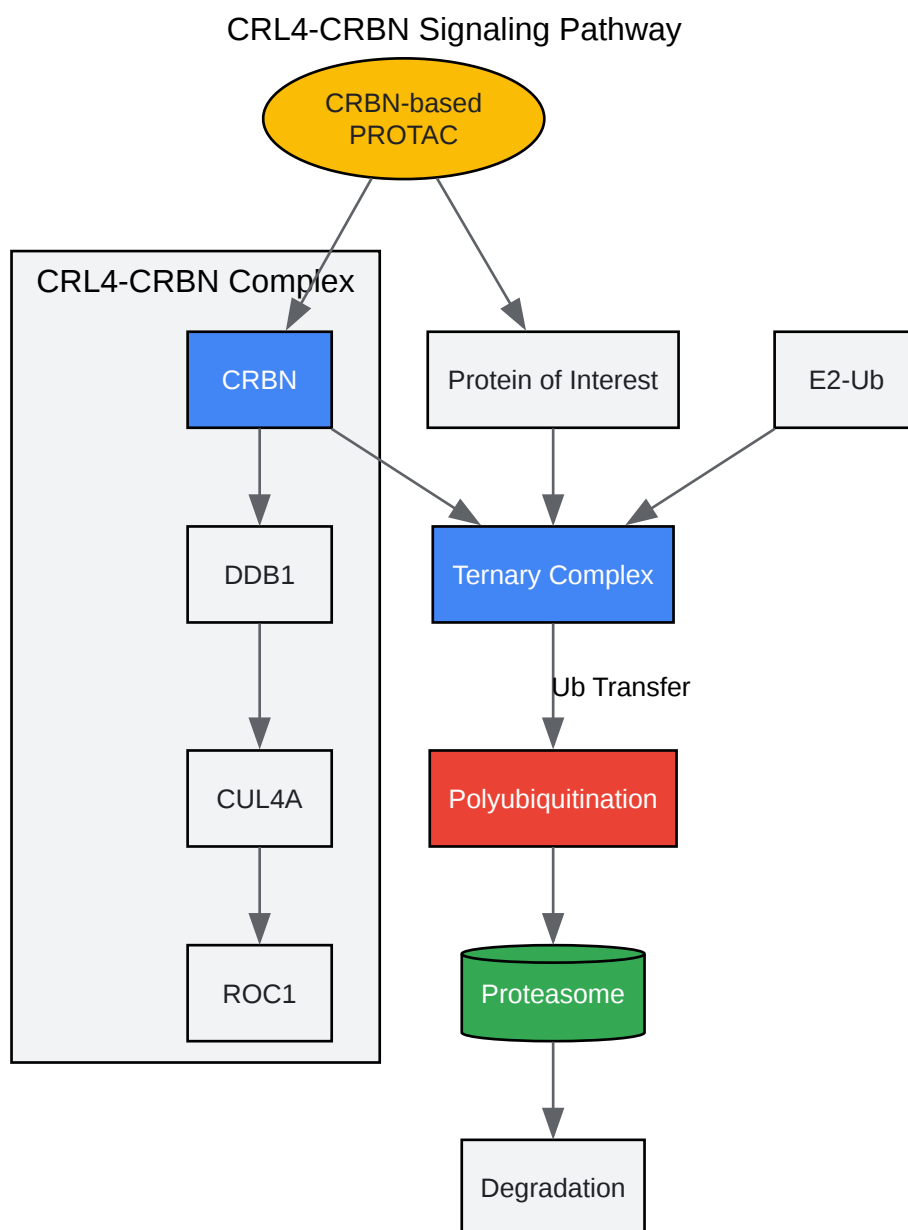 CRL4-CRBN Signaling Pathway
CRBN-based
PROTAC
CRL4-CRBN Complex
CRBN
Protein of Interest
E2-Ub
DDB1
Ternary Complex
Ub Transfer
CUL4A
Polyubiquitination
ROC1
Proteasome
Degradation